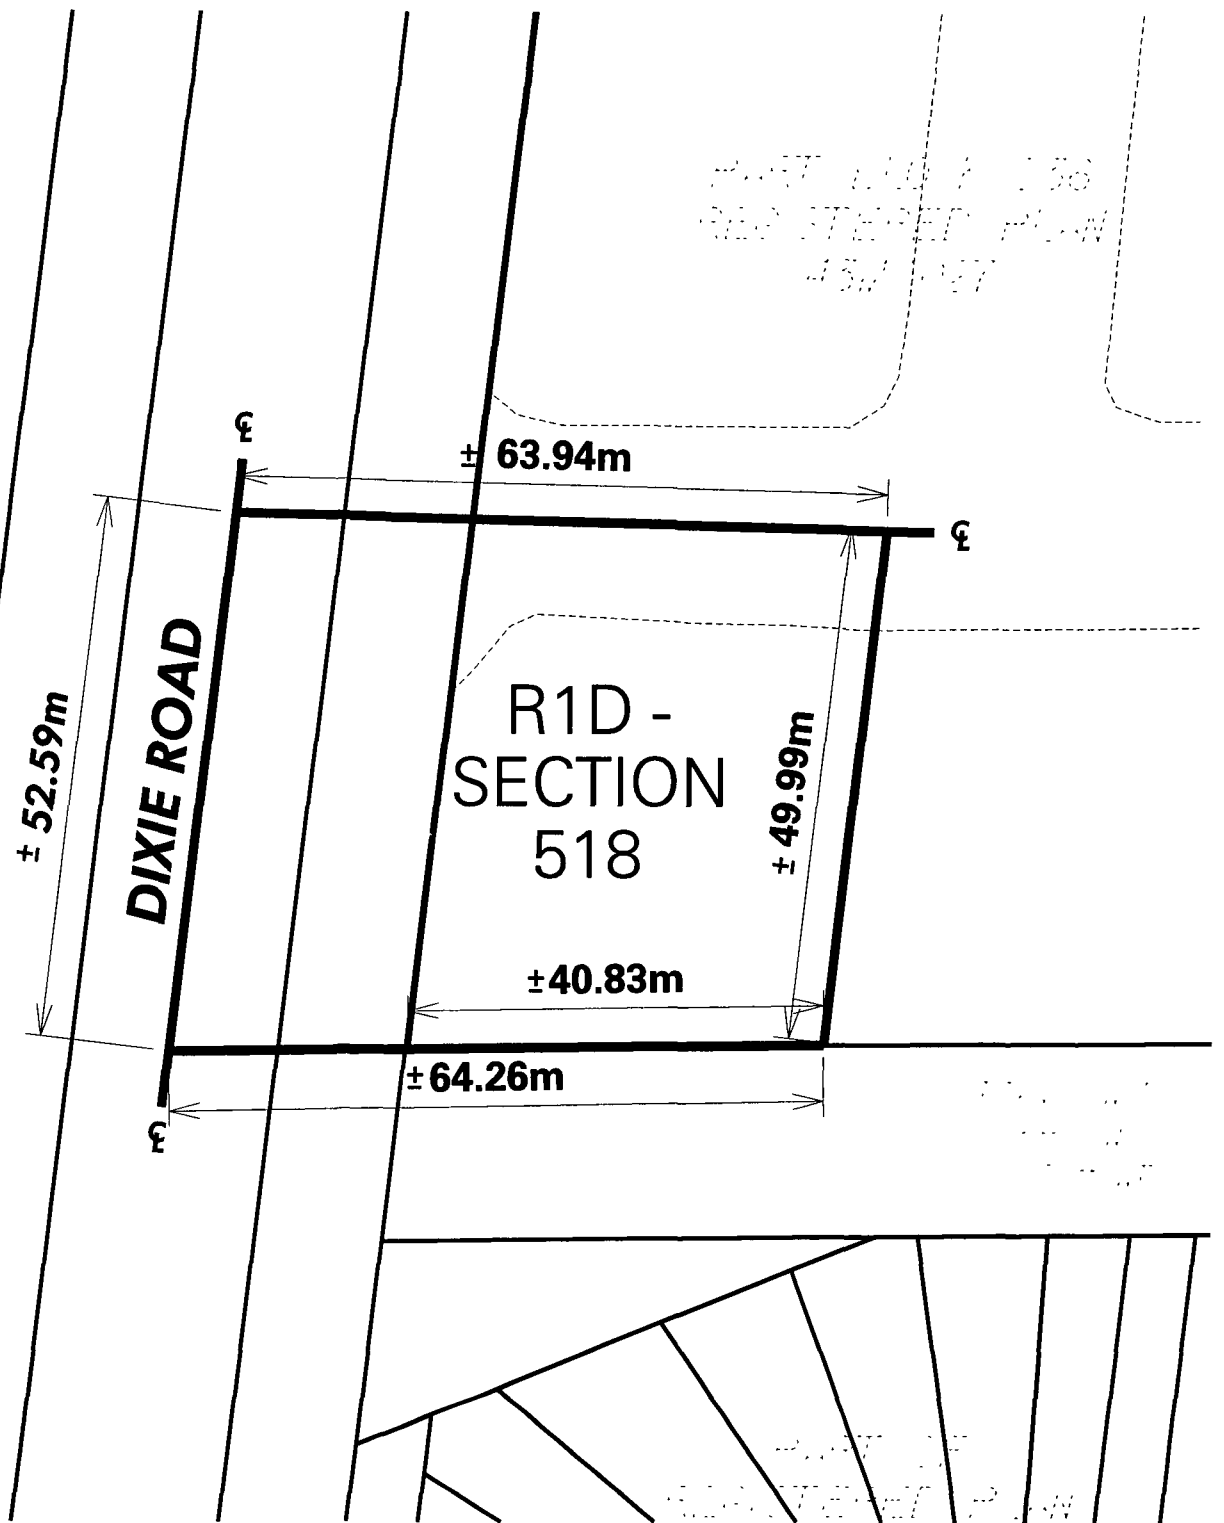 ℄
± 63.94m
℄
± 52.59m
DIXIE ROAD
R1D -
SECTION
518
± 49.99m
±40.83m
±64.26m
℄